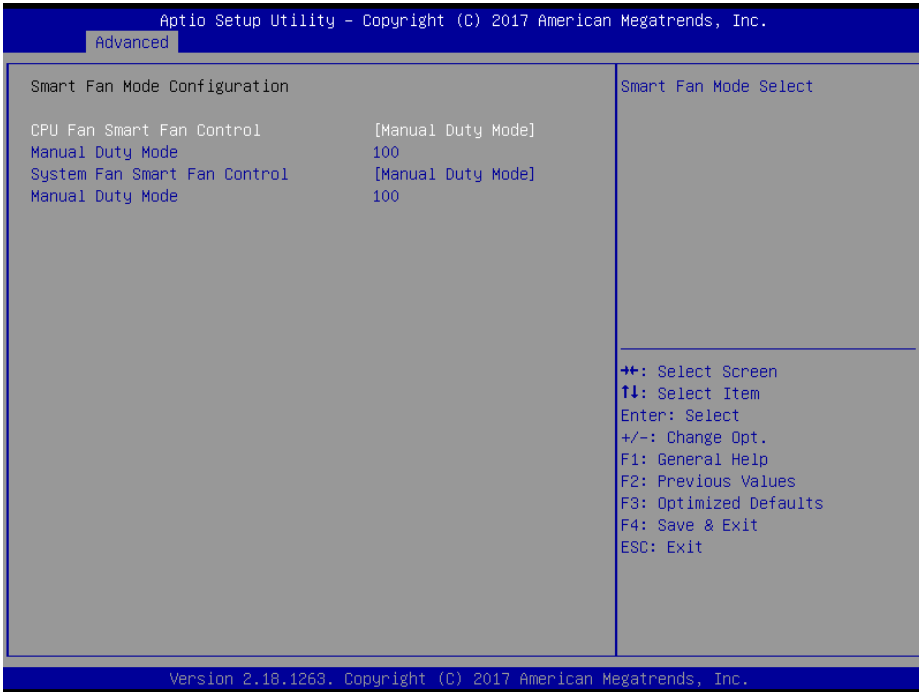 Aptio Setup Utility – Copyright (C) 2017 American Megatrends, Inc.
Advanced
Smart Fan Mode Configuration
CPU Fan Smart Fan Control [Manual Duty Mode]
Manual Duty Mode 100
System Fan Smart Fan Control [Manual Duty Mode]
Manual Duty Mode 100
Smart Fan Mode Select
→←: Select Screen
↑↓: Select Item
Enter: Select
+/-: Change Opt.
F1: General Help
F2: Previous Values
F3: Optimized Defaults
F4: Save & Exit
ESC: Exit
Version 2.18.1263. Copyright (C) 2017 American Megatrends, Inc.